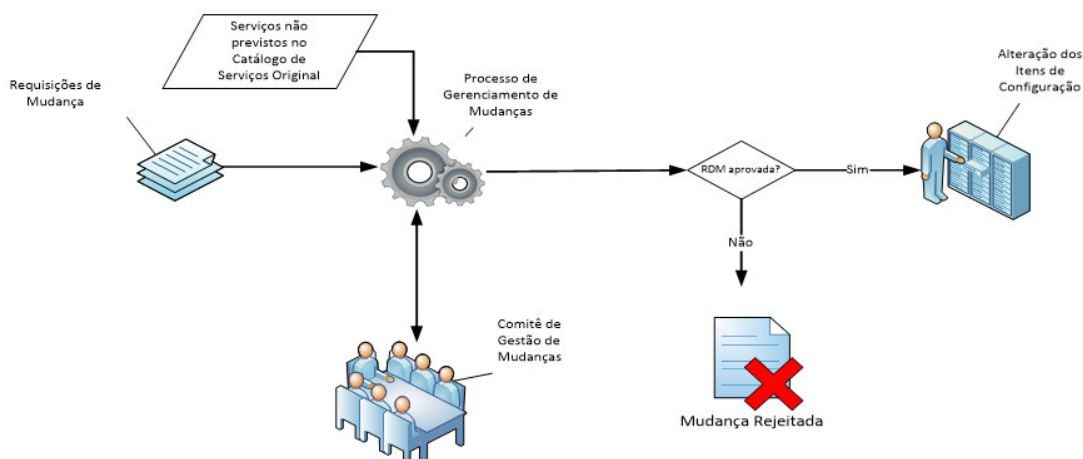 Serviços não
previstos no
Catálogo de
Serviços Original
Requisições de
Mudança
Processo de
Gerenciamento de
Mudanças
Alteração dos
Itens de
Configuração
RDM aprovada?
Sim
Não
Comitê de
Gestão de
Mudanças
Mudança Rejeitada